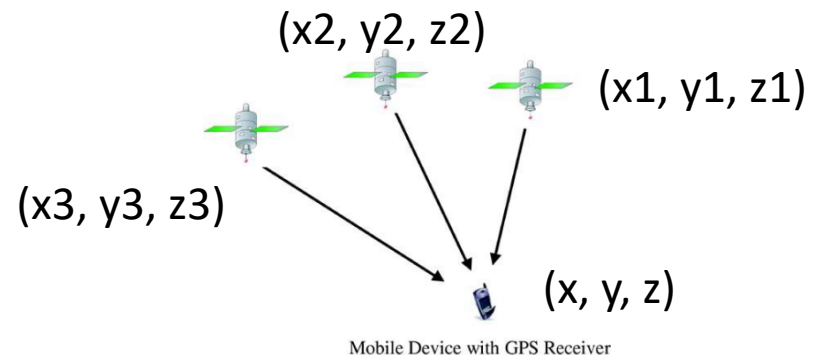 (x2, y2, z2)
(x1, y1, z1)
(x3, y3, z3)
(x, y, z)
Mobile Device with GPS Receiver